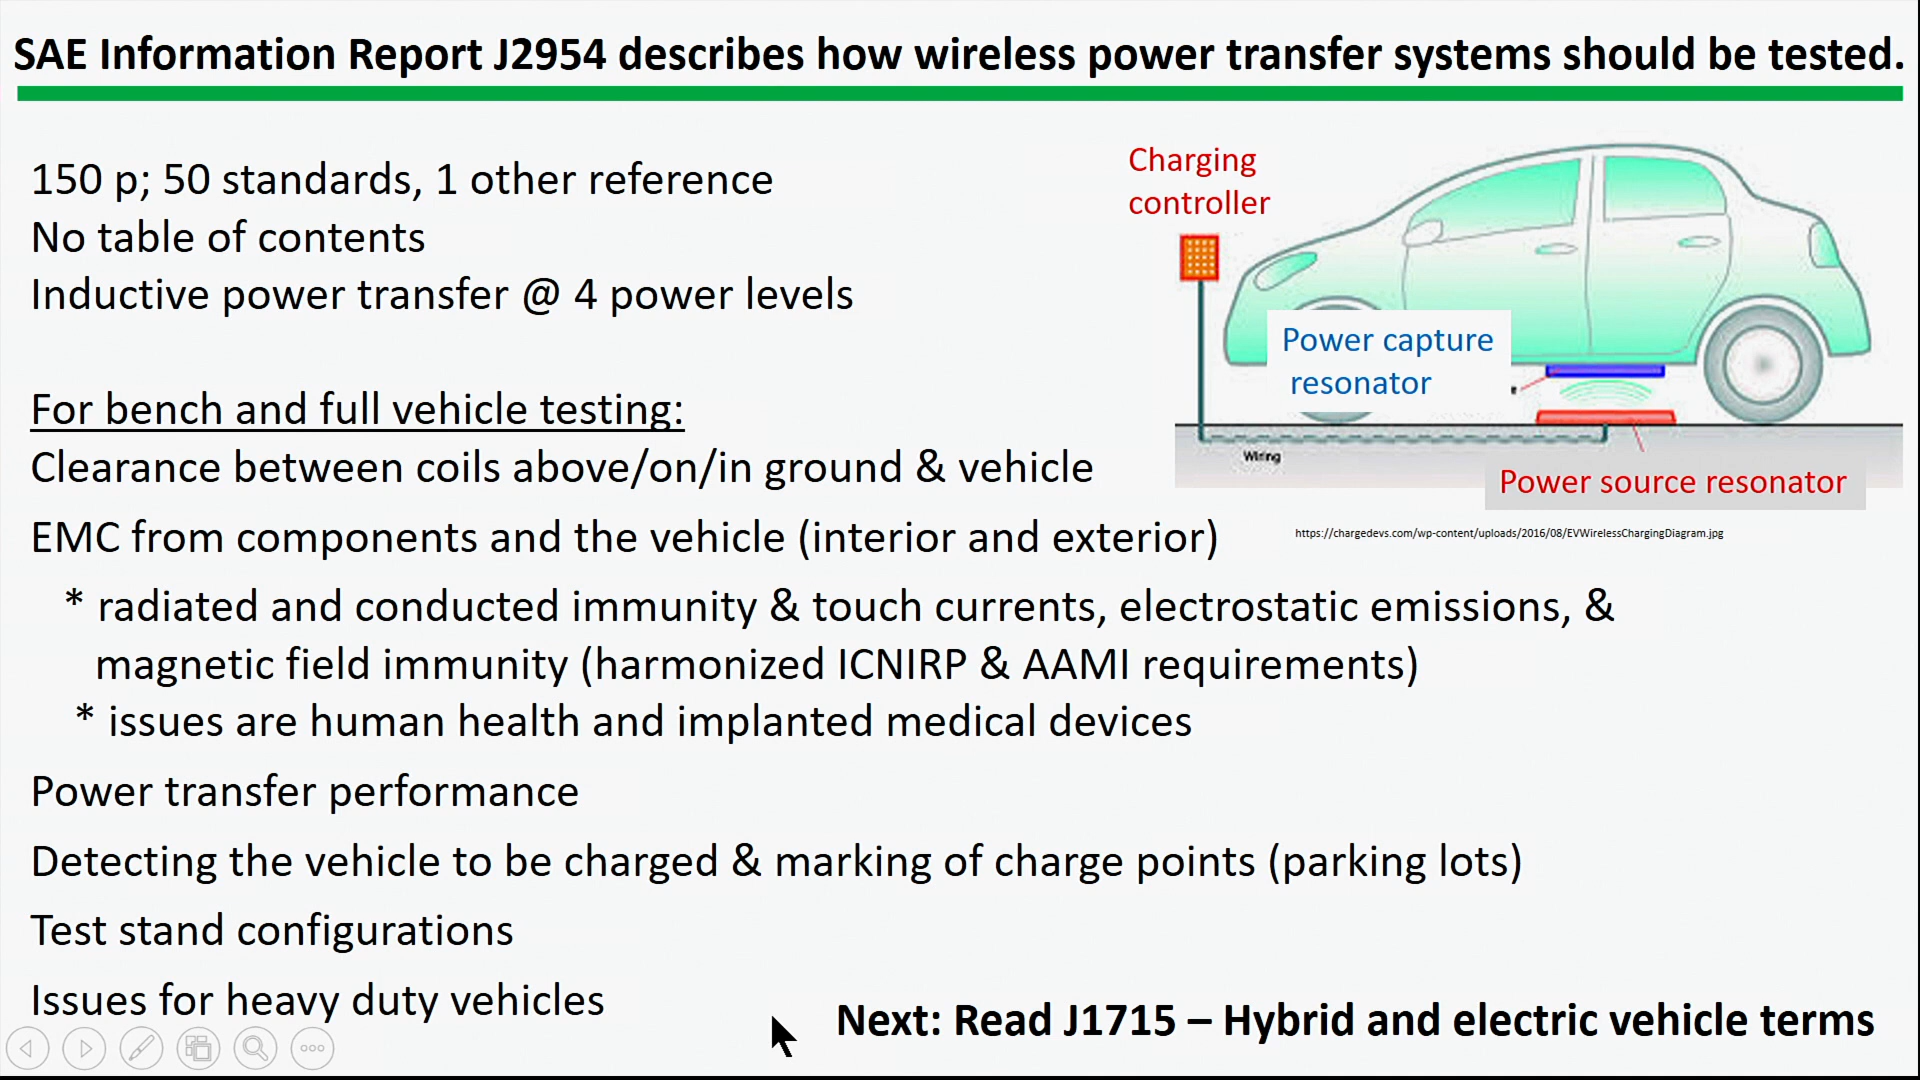 SAE Information Report J2954 describes how wireless power transfer systems should be tested.
150 p; 50 standards, 1 other reference
No table of contents
Inductive power transfer @ 4 power levels
For bench and full vehicle testing:
Clearance between coils above/on/in ground & vehicle
EMC from components and the vehicle (interior and exterior)
* radiated and conducted immunity & touch currents, electrostatic emissions, &
magnetic field immunity (harmonized ICNIRP & AAMI requirements)
* issues are human health and implanted medical devices
Power transfer performance
Detecting the vehicle to be charged & marking of charge points (parking lots)
Test stand configurations
Issues for heavy duty vehicles
Charging
controller
Power capture
resonator
Wiring
Power source resonator
https://chargedevs.com/wp-content/uploads/2016/08/EVWirelessChargingDiagram.jpg
Next: Read J1715 – Hybrid and electric vehicle terms